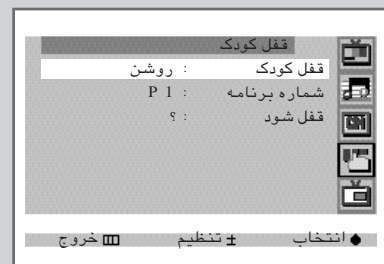 قفل کودک
قفل کودک : روشن
شماره برنامه : P 1
قفل شود : ؟
انتخاب ± تنظیم خروج